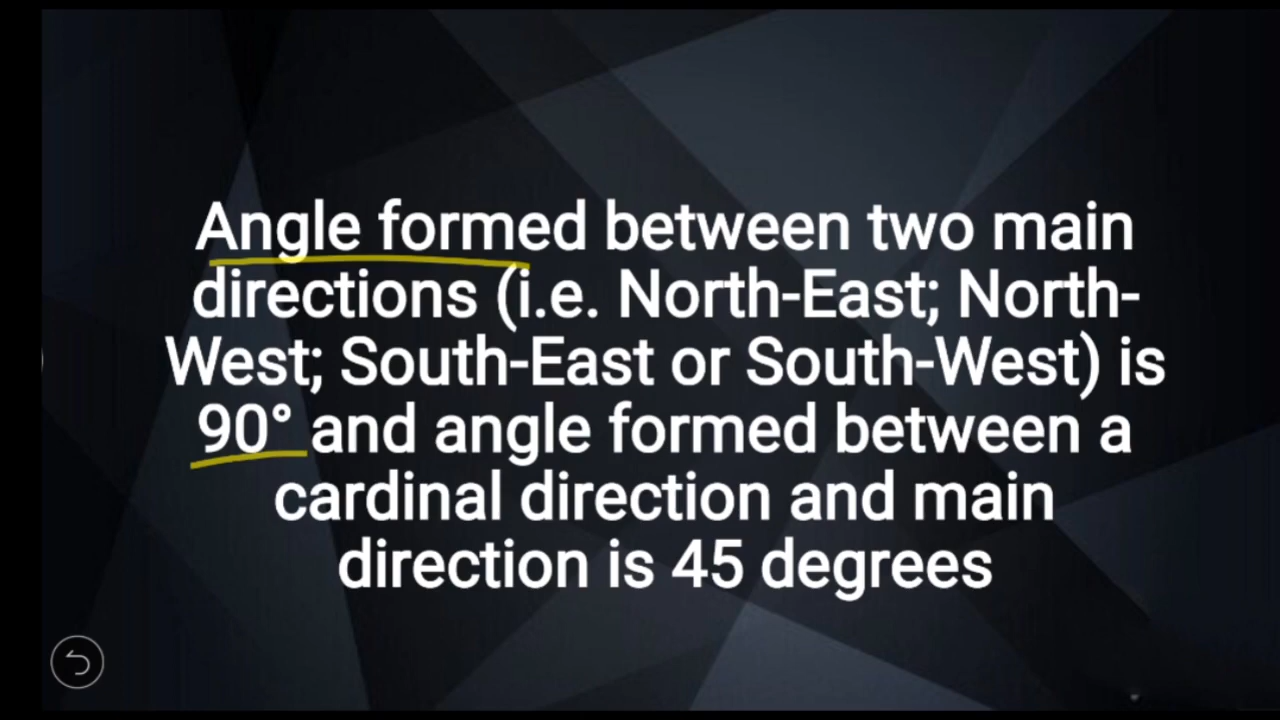 Angle formed between two main
directions (i.e. North-East; North-
West; South-East or South-West) is
90° and angle formed between a
cardinal direction and main
direction is 45 degrees